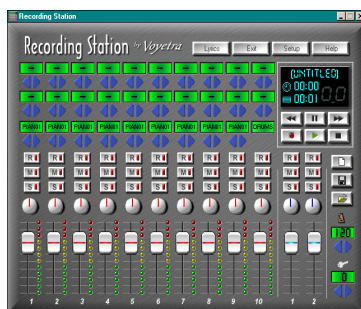 Recording Station
Recording Station by Voyetra
Lyrics Exit Setup Help
(UNTITLED)
00:00
00:01 0.0
PIANO1 PIANO1 PIANO1 PIANO1 PIANO1 PIANO1 PIANO1 PIANO1 PIANO1 DRUMS
R R R R R R R R R R R R
M M M M M M M M M M M M
S S S S S S S S S S S S
120
0
1 2 3 4 5 6 7 8 9 10 1 2